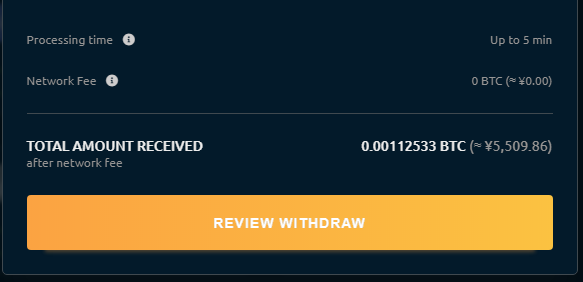 Processing time Up to 5 min
Network Fee 0 BTC (≈ ¥0.00)
TOTAL AMOUNT RECEIVED 0.00112533 BTC (≈ ¥5,509.86)
after network fee
REVIEW WITHDRAW